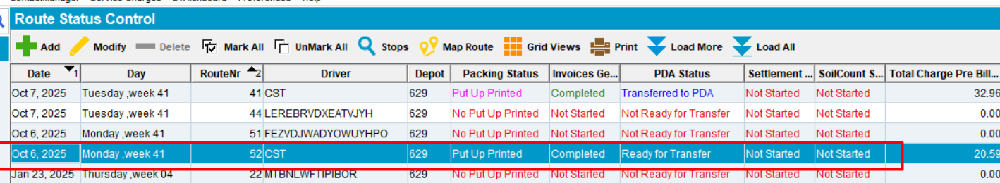 ContactManager Service Charges Switchboard Preferences Help
Route Status Control
Add Modify Delete Mark All UnMark All Stops Map Route Grid Views Print Load More Load All
Date 1 Day RouteNr 2 Driver Depot Packing Status Invoices Ge... PDA Status Settlement ... SoilCount S... Total Charge Pre Bill...
Oct 7, 2025 Tuesday ,week 41 41 CST 629 Put Up Printed Completed Transferred to PDA Not Started Not Started 32.96
Oct 7, 2025 Tuesday ,week 41 44 LEREBRVDXEATVJYH 629 No Put Up Printed Not Started Not Ready for Transfer Not Started Not Started 0.00
Oct 6, 2025 Monday ,week 41 51 FEZVDJWADYOWUYHPO 629 No Put Up Printed Not Started Not Ready for Transfer Not Started Not Started 0.00
Oct 6, 2025 Monday ,week 41 52 CST 629 Put Up Printed Completed Ready for Transfer Not Started Not Started 20.59
Jan 23, 2025 Thursday ,week 04 22 MTBNLWFTIPIBOR 629 No Put Up Printed Not Started Not Ready for Transfer Not Started Not Started 0.00